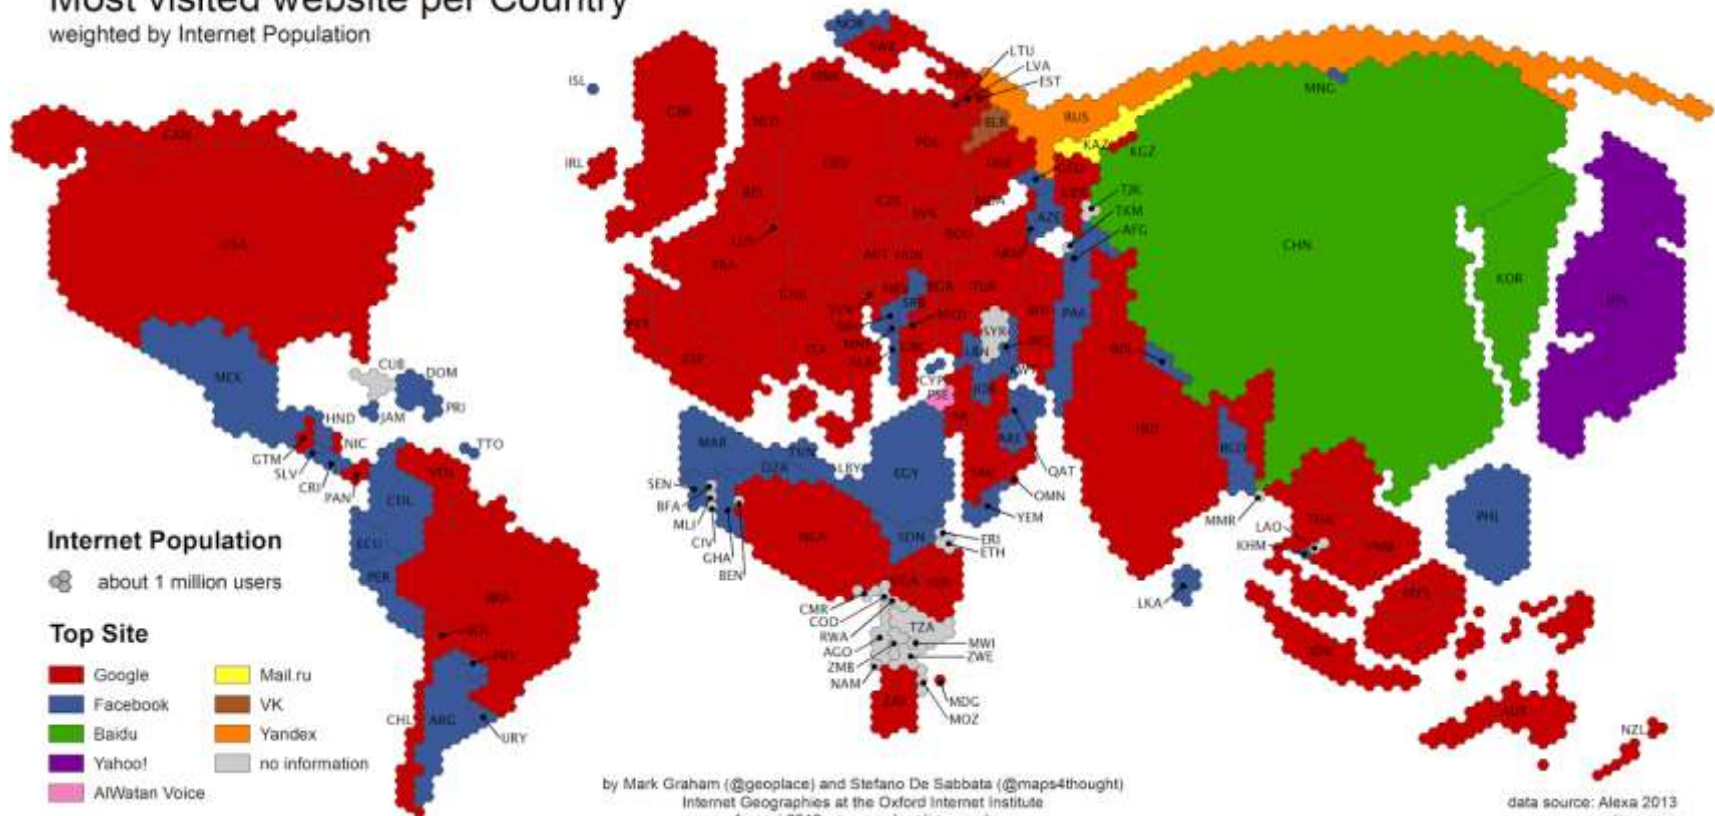 Most visited website per Country
weighted by Internet Population
LTU
LVA
EST
ISL
NOR
SWE
CAN
GBR
NLD
POL
BLR
RUS
MNG
IRL
DEU
UKR
KAZ
KGZ
BEL
CZE
SVK
MDA
UZB
TJK
TKM
AFG
AZE
USA
LUX
FRA
AUT
HUN
ROU
ARM
CHN
KOR
JPN
CHE
BGR
TUR
PRT
SRB
MKD
SYR
IRN
PAK
ITA
MNE
ALB
GRC
LBN
IRQ
NPL
ESP
CYP
PSE
JOR
KWT
MEX
CUB
DOM
JAM
PRI
HND
NIC
GTM
SLV
CRI
PAN
TTO
VEN
COL
MAR
TUN
DZA
LBY
EGY
ISR
ARE
SAU
QAT
OMN
YEM
IND
BGD
PHL
SEN
BFA
MLI
CIV
GHA
BEN
NGA
SDN
ERI
ETH
MMR
LAO
KHM
THA
VNM
Internet Population
about 1 million users
ECU
PER
BRA
UGA
KEN
CMR
COD
RWA
AGO
ZMB
NAM
TZA
MWI
ZWE
LKA
MYS
IDN
Top Site
BOL
PRY
ZAF
MDG
MOZ
AUS
NZL
CHL
ARG
URY
Google
Facebook
Baidu
Yahoo!
AlWatan Voice
Mail.ru
VK
Yandex
no information
by Mark Graham (@geoplace) and Stefano De Sabbata (@maps4thought)
Internet Geographies at the Oxford Internet Institute
data source: Alexa 2013